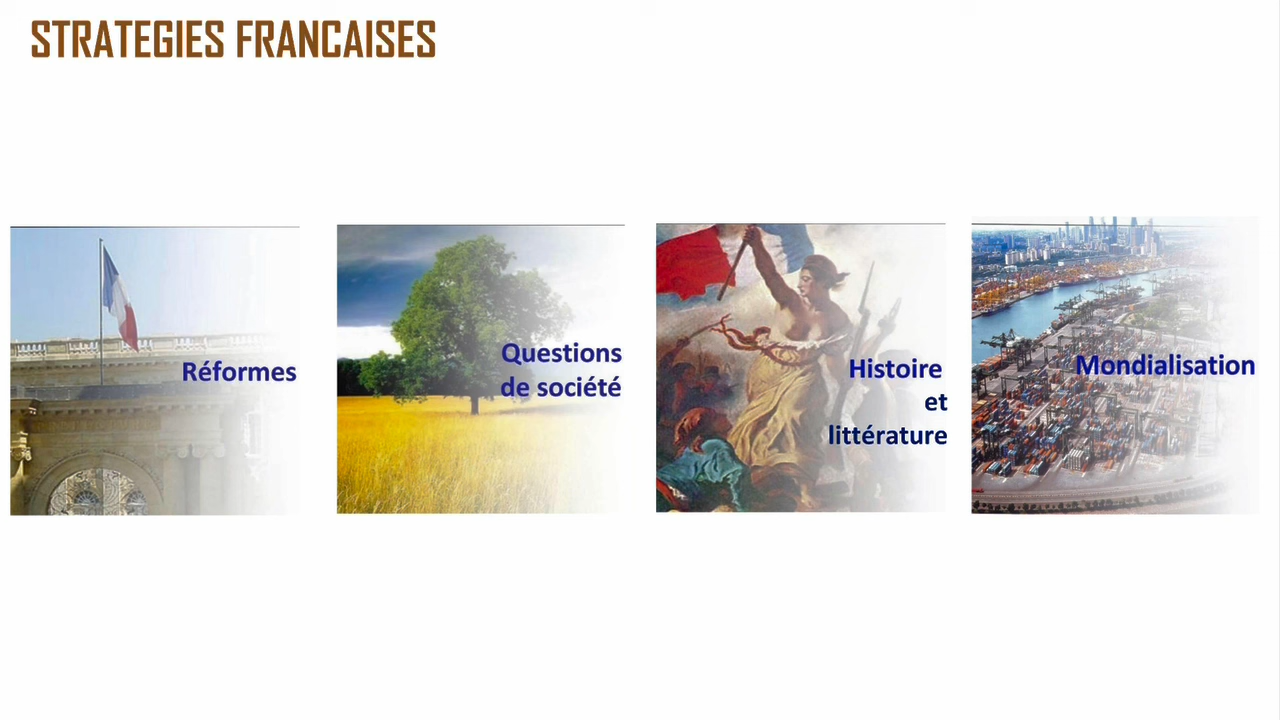 STRATEGIES FRANCAISES
Réformes
Questions
de société
Histoire
et
littérature
Mondialisation